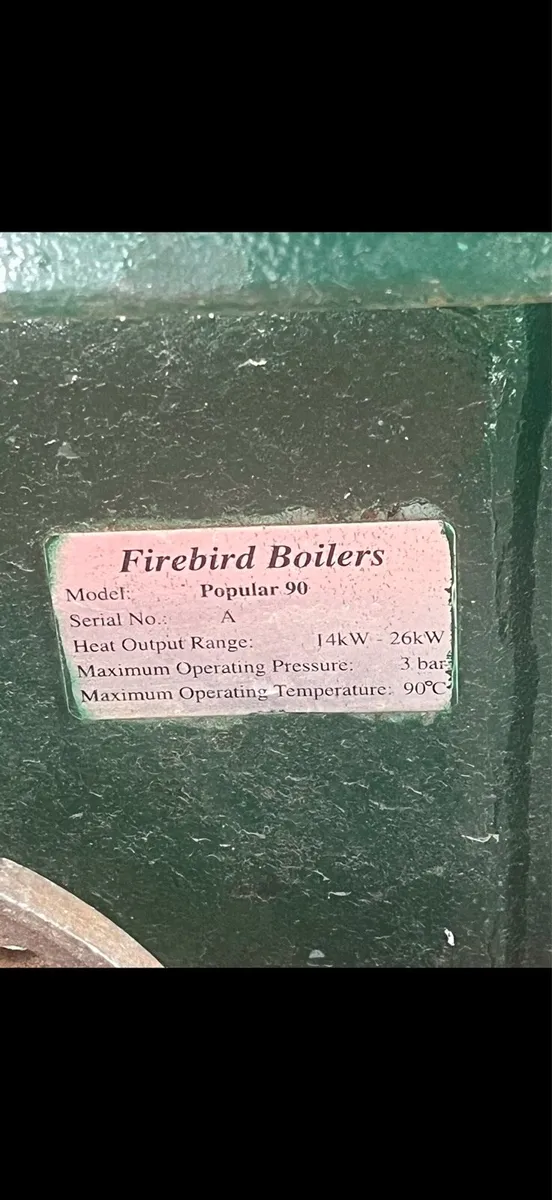 Firebird Boilers
Model: Popular 90
Serial No.: A
Heat Output Range: 14kW - 26kW
Maximum Operating Pressure: 3 bar
Maximum Operating Temperature: 90°C